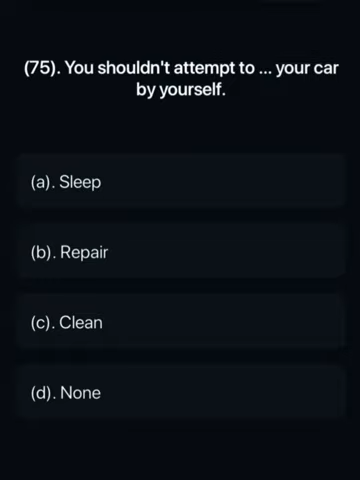 (75). You shouldn't attempt to ... your car
by yourself.
(a). Sleep
(b). Repair
(c). Clean
(d). None